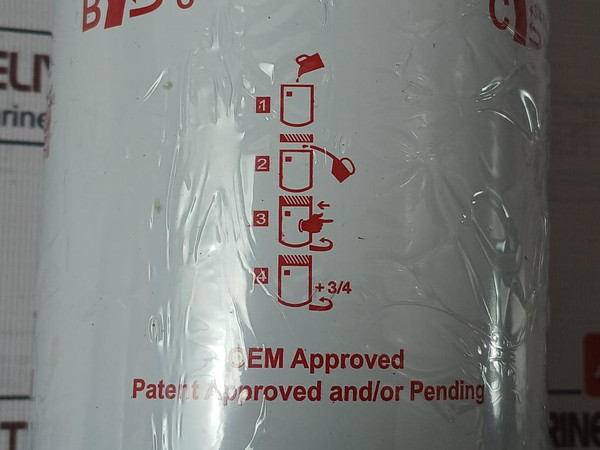 1
2
3
4
+ 3/4
OEM Approved
Patent Approved and/or Pending